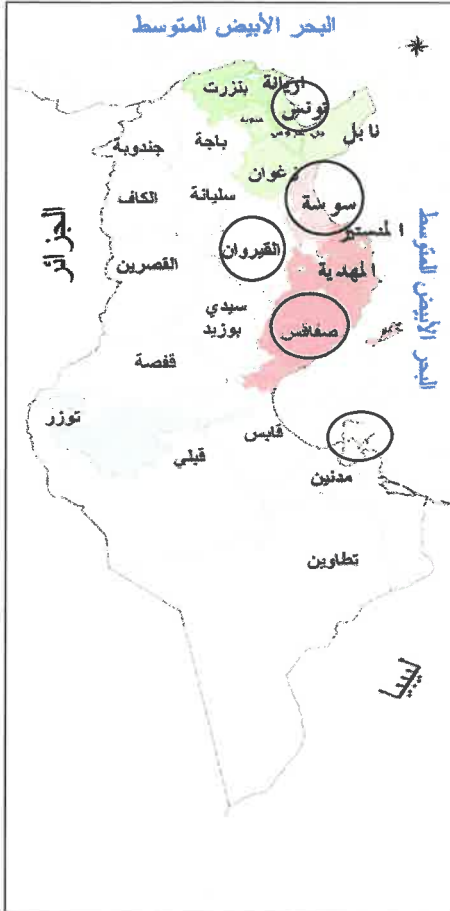 البحر الأبيض المتوسط
اريانة
بنزرت
تونس
نابل
باجة
جندوبة
زغوان
سليانة
الكاف
سوسة
المنستير
البحر الأبيض المتوسط
الجزائر
القيروان
القصرين
المهدية
سيدي
بوزيد
صفاقس
قفصة
توزر
قابس
قبلي
مدنين
تطاوين
ليبيا